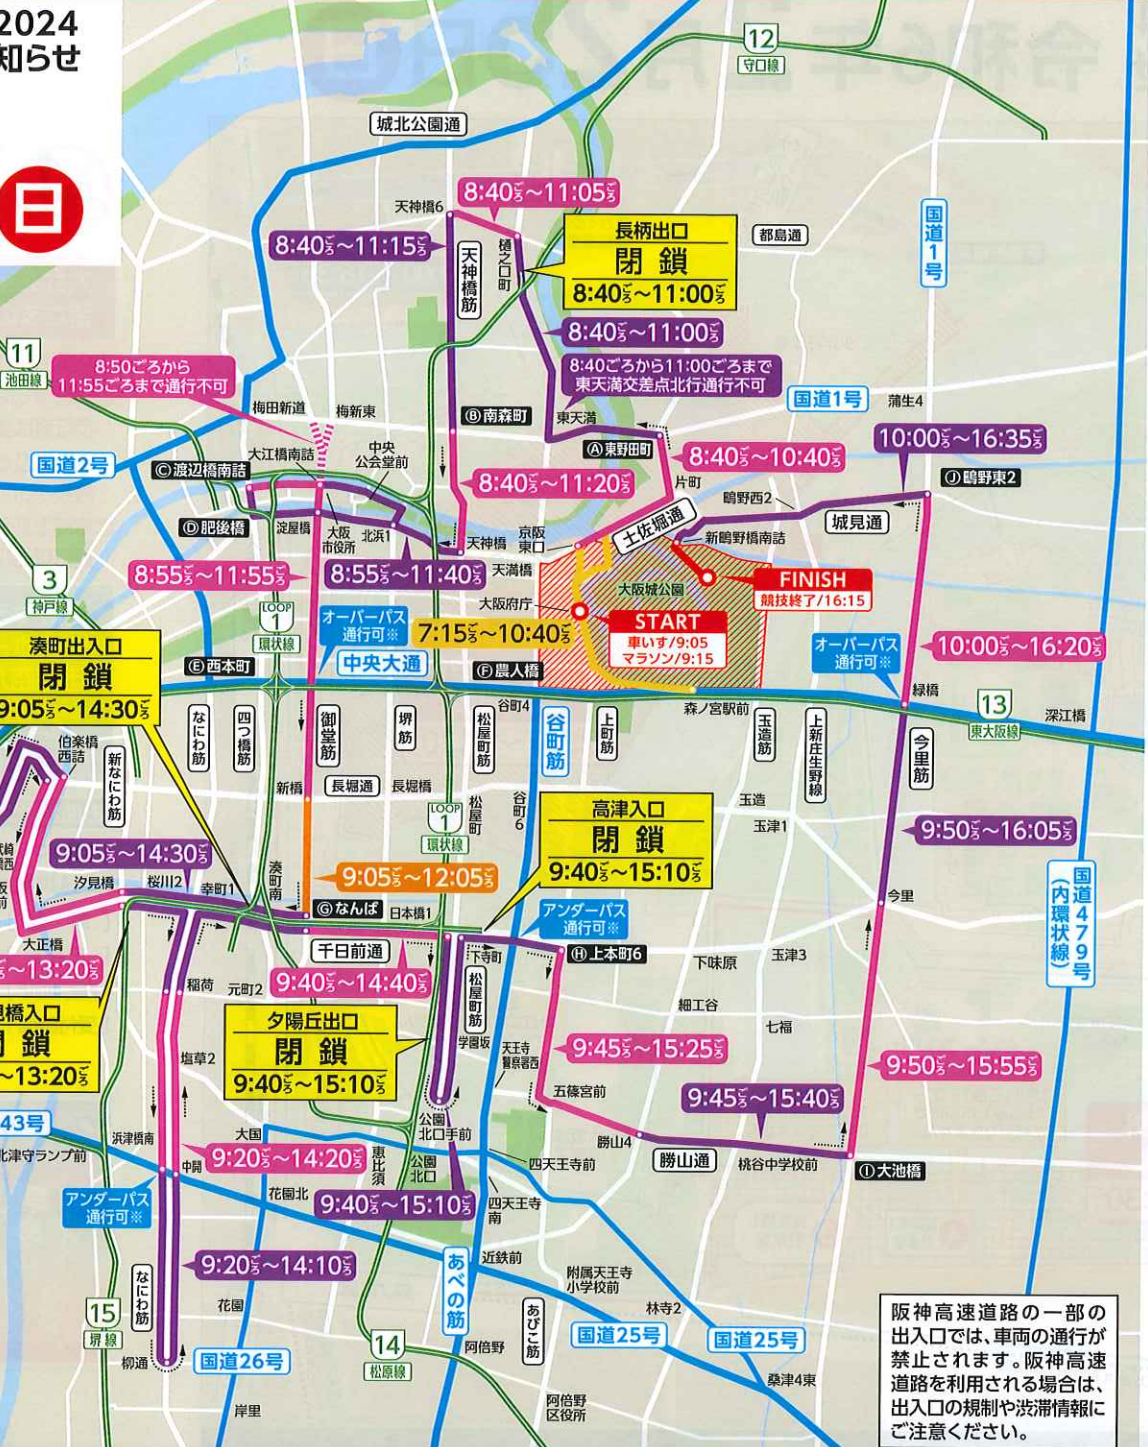 2024
知らせ
日
12
守口線
城北公園通
8:40ごろ~11:05ごろ
天神橋6
8:40ごろ~11:15ごろ
天神橋筋
樋之口町
長柄出口
閉鎖
8:40ごろ~11:00ごろ
都島通
国道1号
8:40ごろ~11:00ごろ
8:40ごろから11:00ごろまで
東天満交差点北行通行不可
11
池田線
8:50ごろから
11:55ごろまで通行不可
国道1号
蒲生4
梅田新道
梅新東
Ⓑ南森町
東天満
10:00ごろ~16:35ごろ
大江橋南詰
中央
公会堂前
Ⓐ東野田町
8:40ごろ~10:40ごろ
国道2号
Ⓒ渡辺橋南詰
8:40ごろ~11:20ごろ
片町
Ⓙ鴫野東2
鴫野西2
城見通
Ⓓ肥後橋
淀屋橋
大阪
市役所
北浜1
天神橋
京阪
東口
土佐堀通
新鴫野橋南詰
3
神戸線
8:55ごろ~11:55ごろ
8:55ごろ~11:40ごろ
天満橋
大阪城公園
FINISH
競技終了/16:15
大阪府庁
START
車いす/9:05
マラソン/9:15
LOOP
1
環状線
オーバーパス
通行可※
7:15ごろ~10:40ごろ
中央大通
オーバーパス
通行可※
10:00ごろ~16:20ごろ
湊町出入口
閉鎖
9:05ごろ~14:30ごろ
Ⓔ西本町
Ⓕ農人橋
緑橋
13
東大阪線
深江橋
谷町4
森ノ宮駅前
伯楽橋
西詰
新なにわ筋
なにわ筋
四つ橋筋
御堂筋
堺筋
松屋町筋
谷町筋
上町筋
玉造筋
上新庄生野線
今里筋
新橋
長堀通
長堀橋
LOOP
1
環状線
松屋町
谷町6
高津入口
閉鎖
9:40ごろ~15:10ごろ
玉造
玉津1
9:50ごろ~16:05ごろ
9:05ごろ~14:30ごろ
汐見橋
桜川2
幸町1
湊町南
9:05ごろ~12:05ごろ
国道479号
(内環状線)
今里
大正橋
Ⓖなんば
日本橋1
アンダーパス
通行可※
~13:20ごろ
千日前通
下寺町
Ⓗ上本町6
下味原
玉津3
9:40ごろ~14:40ごろ
稲荷
元町2
松屋町筋
細工谷
橋入口
鎖
~13:20ごろ
夕陽丘出口
閉鎖
9:40ごろ~15:10ごろ
学園坂
七福
塩草2
天王寺
警察署西
9:45ごろ~15:25ごろ
9:50ごろ~15:55ごろ
五篠宮前
9:45ごろ~15:40ごろ
43号
北津守ランプ前
浜津橋南
大国
公園
北口手前
勝山4
勝山通
桃谷中学校前
Ⓘ大池橋
中開
9:20ごろ~14:20ごろ
恵比須
公園
北口
四天王寺前
アンダーパス
通行可※
花園北
9:40ごろ~15:10ごろ
四天王寺
南
9:20ごろ~14:10ごろ
近鉄前
あべの筋
附属天王寺
小学校前
なにわ筋
花園
あびこ筋
林寺2
15
堺線
14
松原線
国道25号
国道25号
柳通
国道26号
阿倍野
桑津4東
岸里
阿倍野
区役所
阪神高速道路の一部の
出入口では、車両の通行が
禁止されます。阪神高速
道路を利用される場合は、
出入口の規制や渋滞情報に
ご注意ください。